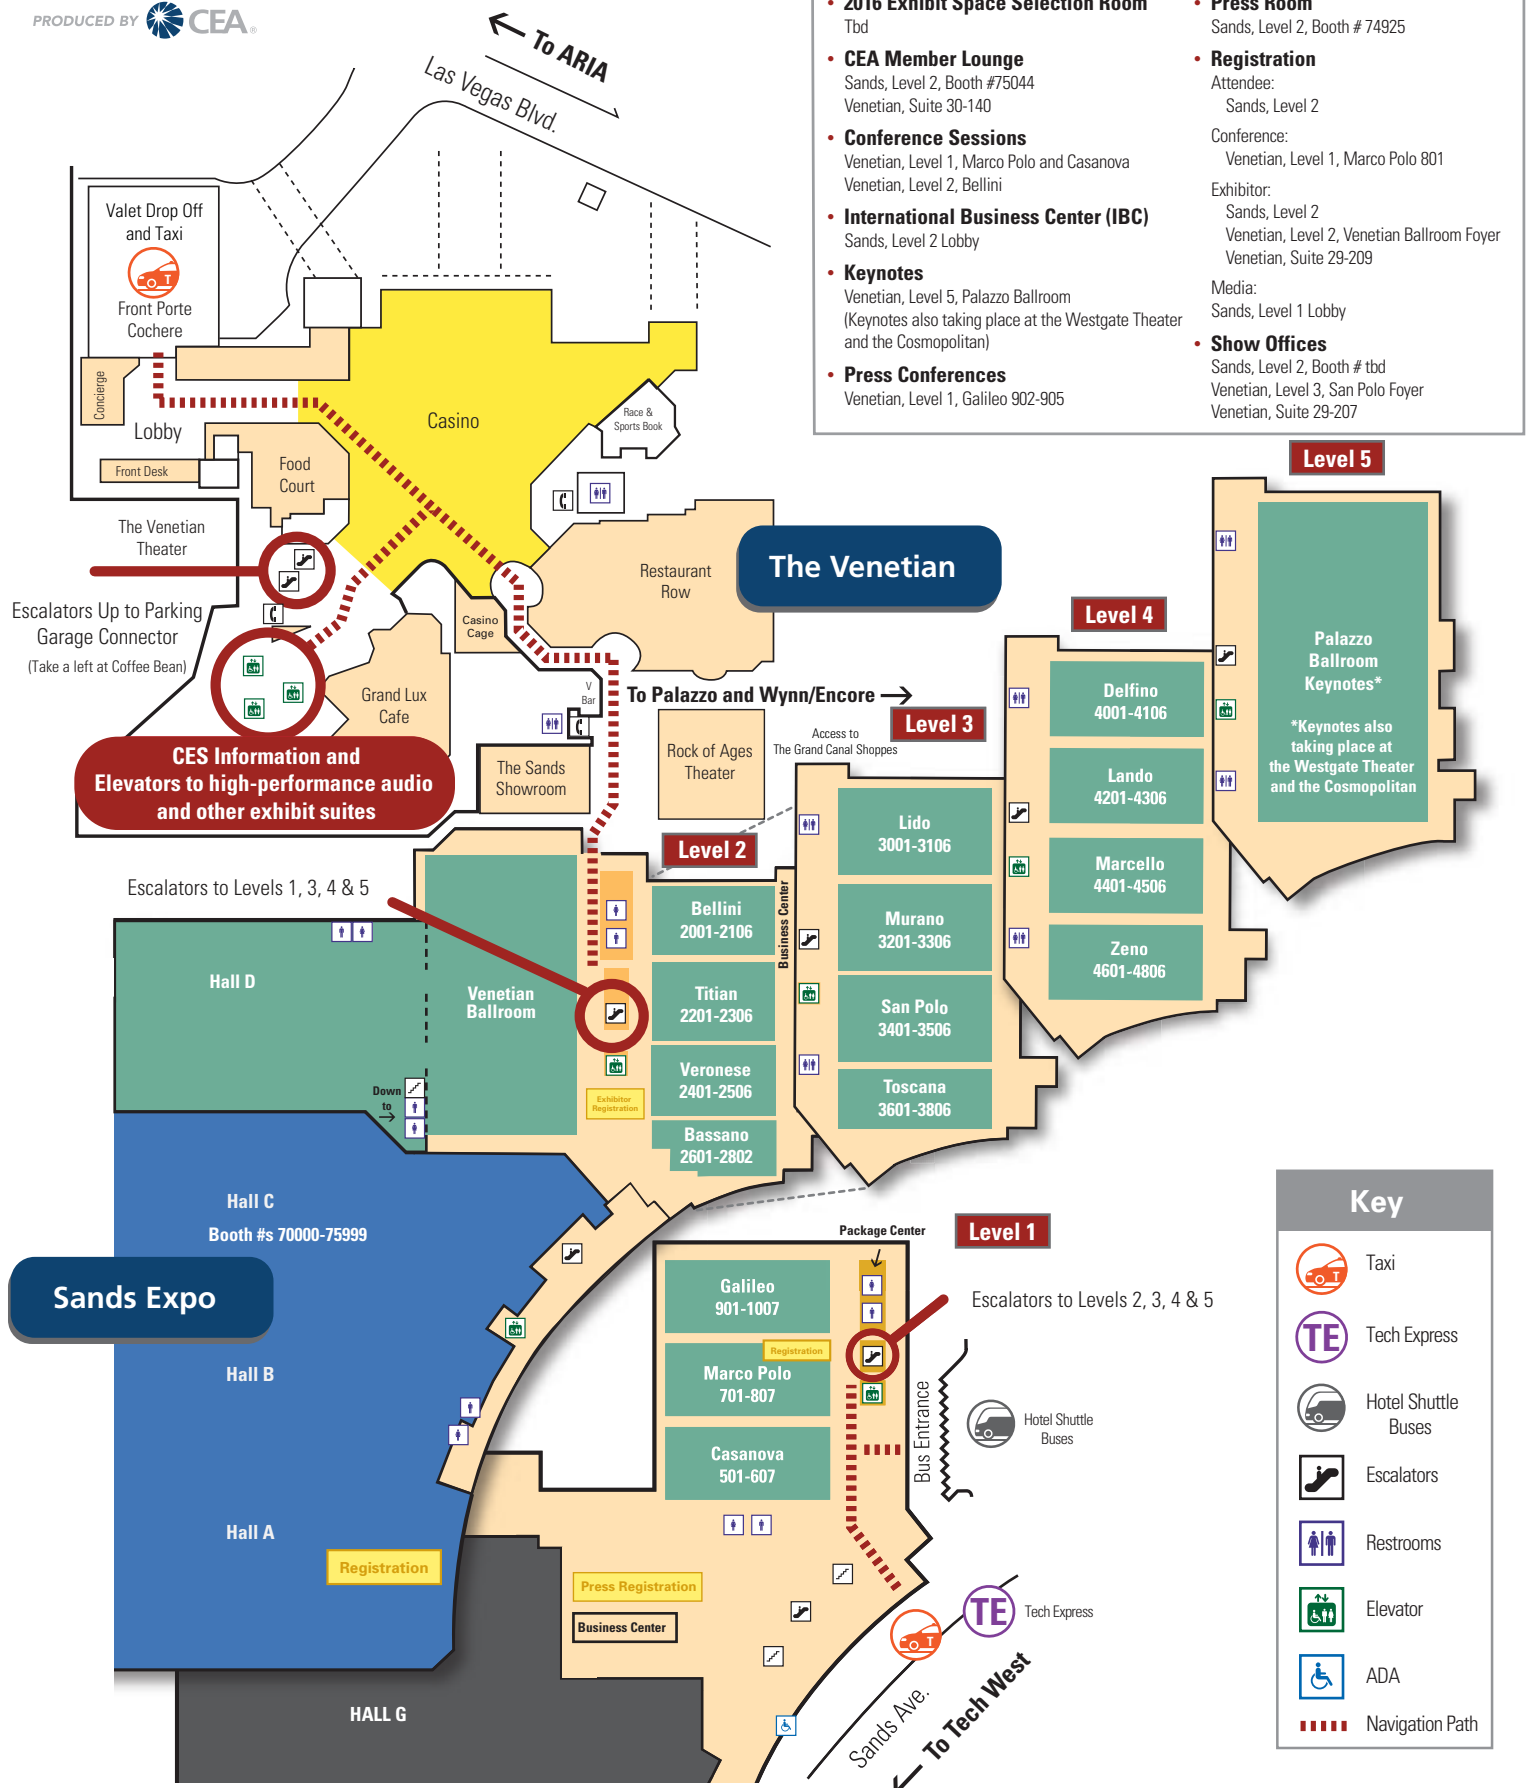 PRODUCED BY CEA®
To ARIA
Las Vegas Blvd.
• 2016 Exhibit Space Selection Room
Tbd
• CEA Member Lounge
Sands, Level 2, Booth #75044
Venetian, Suite 30-140
• Conference Sessions
Venetian, Level 1, Marco Polo and Casanova
Venetian, Level 2, Bellini
• International Business Center (IBC)
Sands, Level 2 Lobby
• Keynotes
Venetian, Level 5, Palazzo Ballroom
(Keynotes also taking place at the Westgate Theater
and the Cosmopolitan)
• Press Conferences
Venetian, Level 1, Galileo 902-905
• Press Room
Sands, Level 2, Booth # 74925
• Registration
Attendee:
Sands, Level 2
Conference:
Venetian, Level 1, Marco Polo 801
Exhibitor:
Sands, Level 2
Venetian, Level 2, Venetian Ballroom Foyer
Venetian, Suite 29-209
Media:
Sands, Level 1 Lobby
• Show Offices
Sands, Level 2, Booth # tbd
Venetian, Level 3, San Polo Foyer
Venetian, Suite 29-207
Valet Drop Off
and Taxi
T
Front Porte
Cochere
Concierge
Lobby
Front Desk
Food
Court
Casino
Race &
Sports Book
The Venetian
Theater
Escalators Up to Parking
Garage Connector
(Take a left at Coffee Bean)
Casino
Cage
Restaurant
Row
The Venetian
Grand Lux
Cafe
V
Bar
To Palazzo and Wynn/Encore
CES Information and
Elevators to high-performance audio
and other exhibit suites
The Sands
Showroom
Rock of Ages
Theater
Access to
The Grand Canal Shoppes
Level 5
Palazzo
Ballroom
Keynotes*
*Keynotes also
taking place at
the Westgate Theater
and the Cosmopolitan
Level 4
Delfino
4001-4106
Lando
4201-4306
Marcello
4401-4506
Zeno
4601-4806
Level 3
Lido
3001-3106
Murano
3201-3306
San Polo
3401-3506
Toscana
3601-3806
Level 2
Business Center
Bellini
2001-2106
Titian
2201-2306
Veronese
2401-2506
Bassano
2601-2802
Escalators to Levels 1, 3, 4 & 5
Venetian
Ballroom
Exhibitor
Registration
Hall D
Down
to
Hall C
Booth #s 70000-75999
Sands Expo
Hall B
Hall A
Registration
HALL G
Level 1
Package Center
Galileo
901-1007
Registration
Marco Polo
701-807
Casanova
501-607
Escalators to Levels 2, 3, 4 & 5
Bus Entrance
Hotel Shuttle
Buses
Press Registration
Business Center
T
TE
Tech Express
Sands Ave.
To Tech West
Key
T
Taxi
TE
Tech Express
Hotel Shuttle
Buses
Escalators
Restrooms
Elevator
ADA
Navigation Path